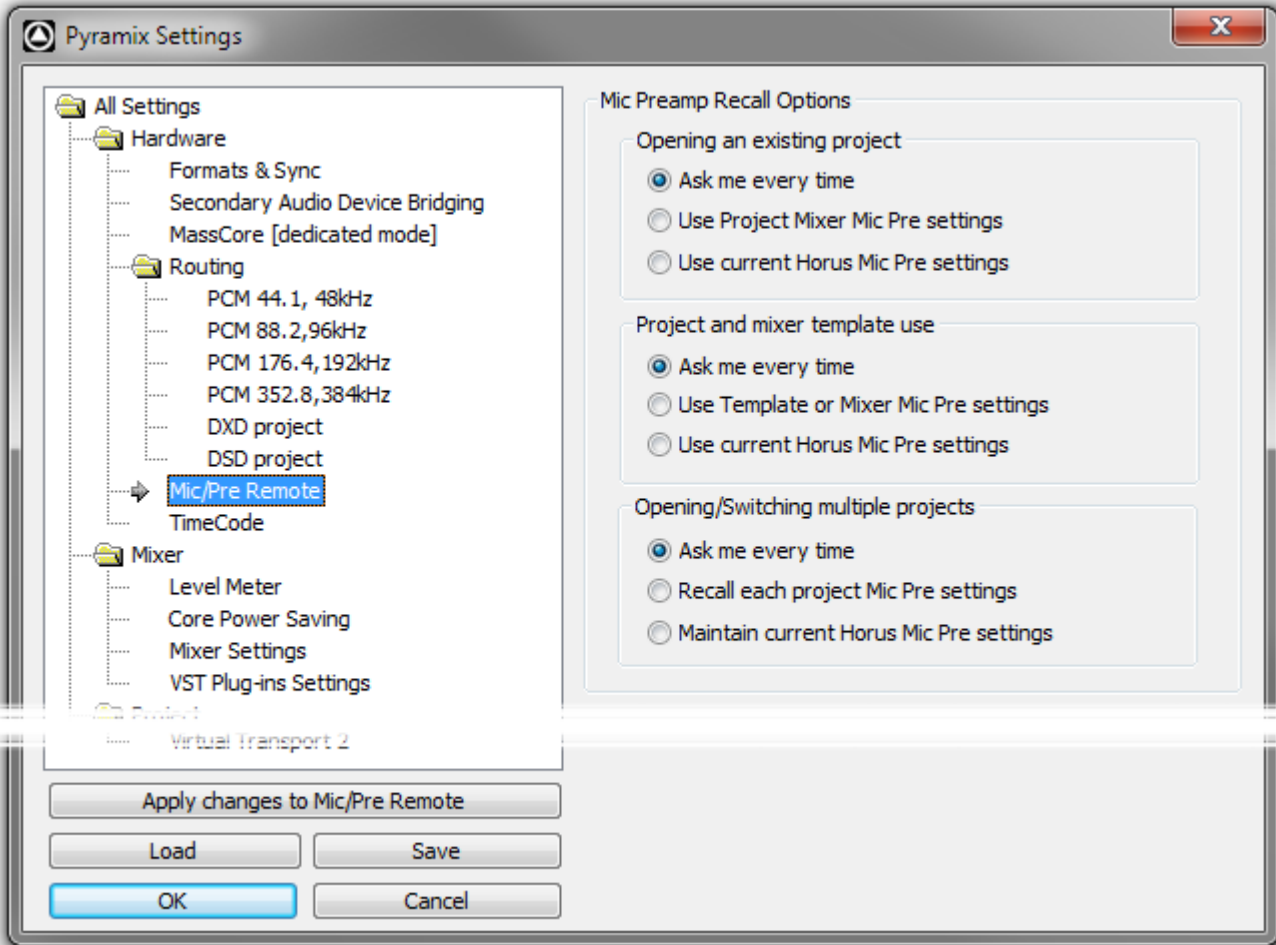 Pyramix Settings
All Settings
Hardware
Formats & Sync
Secondary Audio Device Bridging
MassCore [dedicated mode]
Routing
PCM 44.1, 48kHz
PCM 88.2,96kHz
PCM 176.4,192kHz
PCM 352.8,384kHz
DXD project
DSD project
Mic/Pre Remote
TimeCode
Mixer
Level Meter
Core Power Saving
Mixer Settings
VST Plug-ins Settings
Virtual Transport 2
Apply changes to Mic/Pre Remote
Load
Save
OK
Cancel
Mic Preamp Recall Options
Opening an existing project
Ask me every time
Use Project Mixer Mic Pre settings
Use current Horus Mic Pre settings
Project and mixer template use
Ask me every time
Use Template or Mixer Mic Pre settings
Use current Horus Mic Pre settings
Opening/Switching multiple projects
Ask me every time
Recall each project Mic Pre settings
Maintain current Horus Mic Pre settings